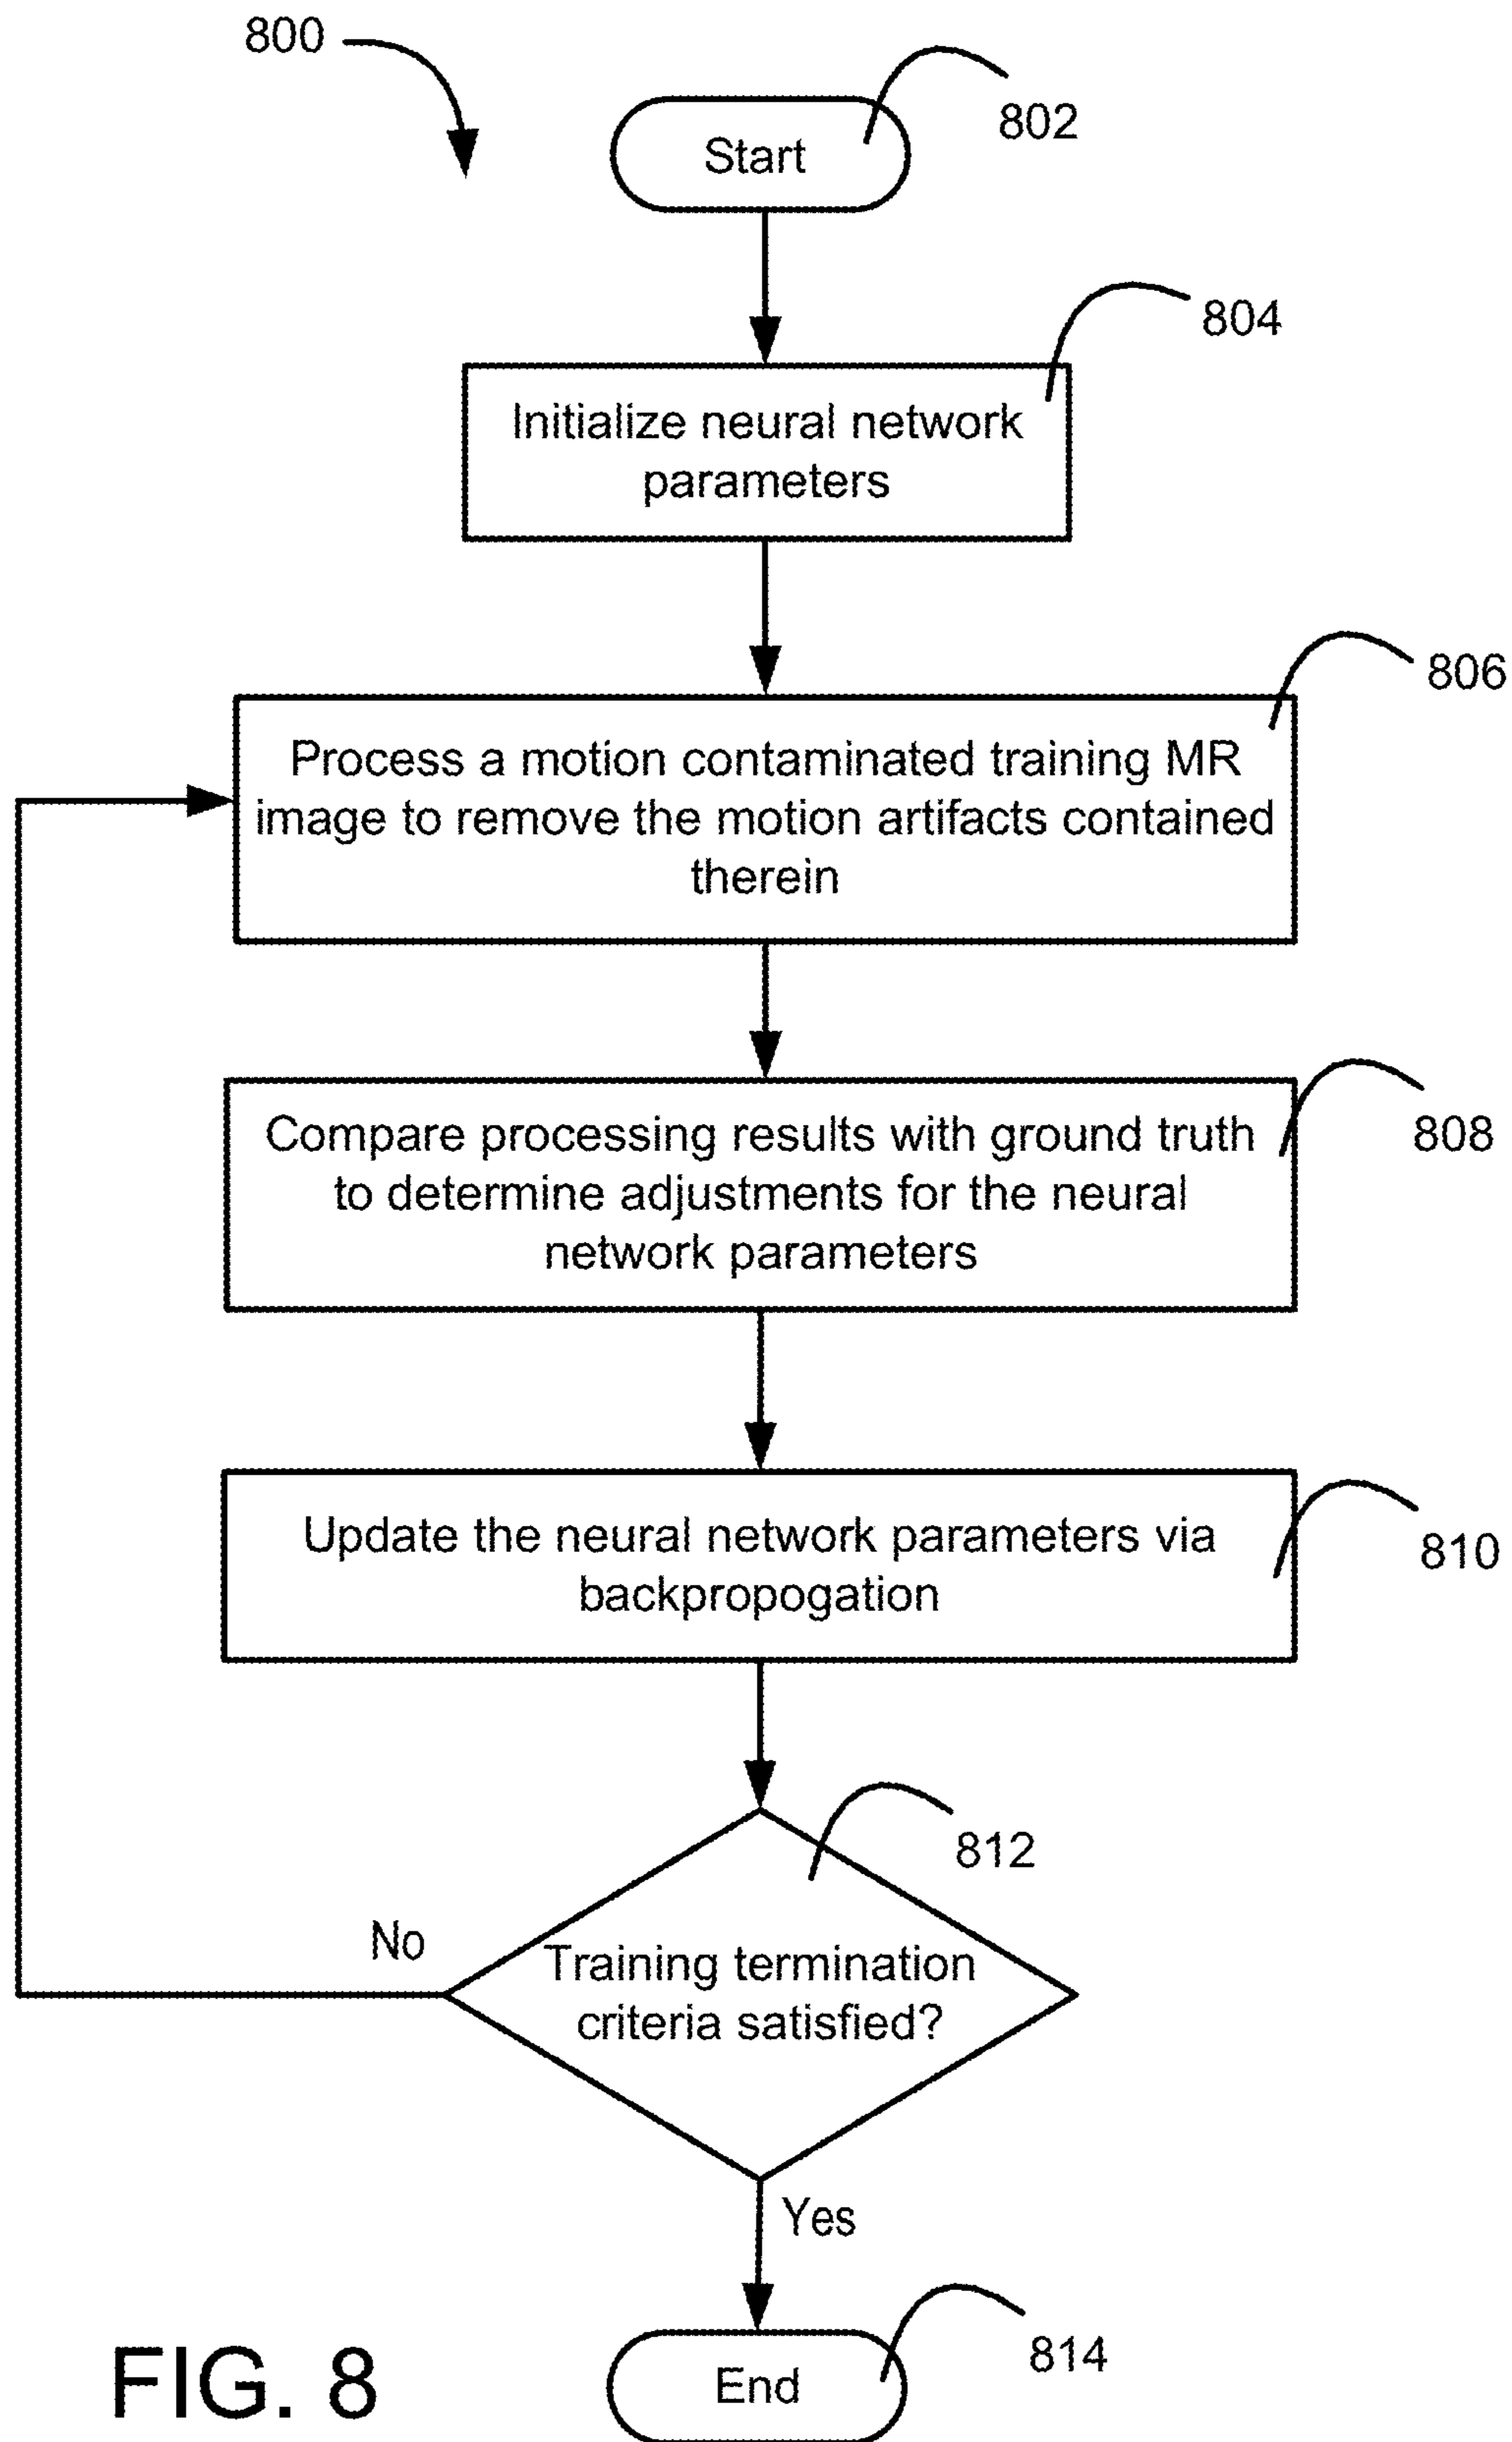 800
802
Start
804
Initialize neural network
parameters
806
Process a motion contaminated training MR
image to remove the motion artifacts contained
therein
808
Compare processing results with ground truth
to determine adjustments for the neural
network parameters
810
Update the neural network parameters via
backpropogation
812
No
Training termination
criteria satisfied?
Yes
814
End
FIG. 8